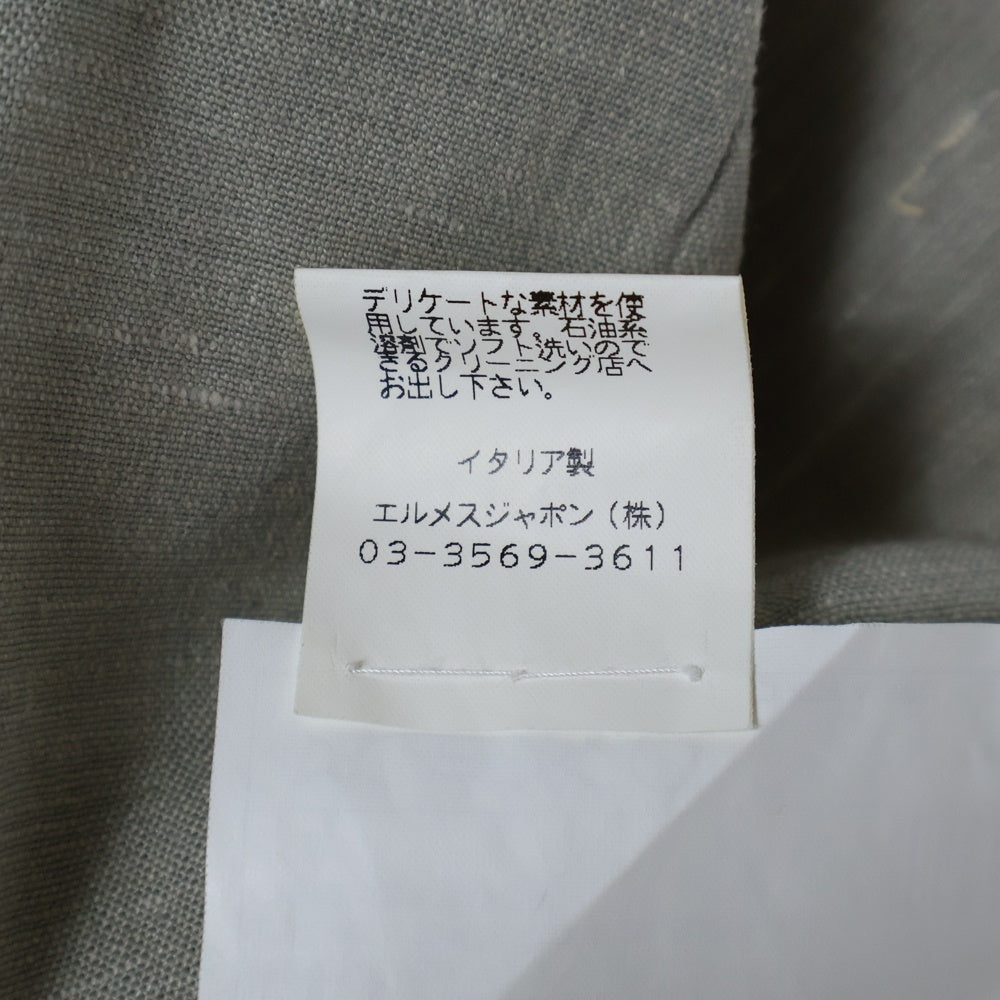 デリケートな素材を使
用しています。石油系
溶剤でソフト洗いので
きるクリーニング店へ
お出し下さい。
イタリア製
エルメスジャポン（株）
03-3569-3611